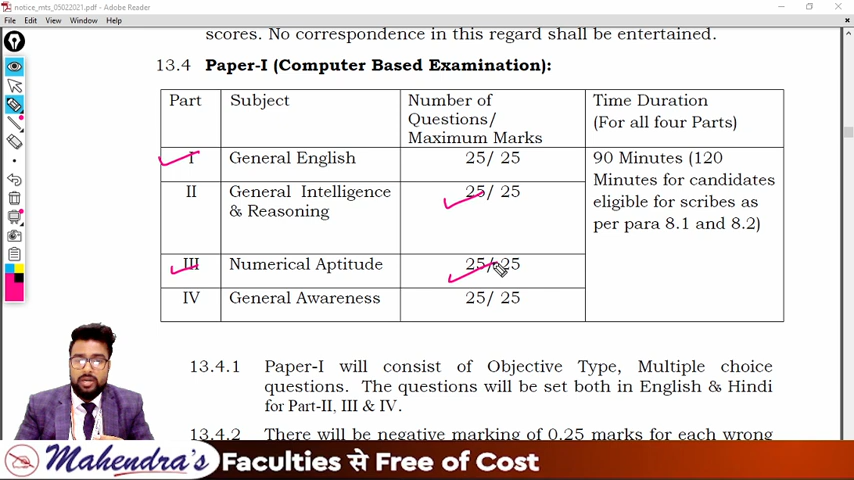 notice_mts_05022021.pdf - Adobe Reader
File Edit View Window Help
scores. No correspondence in this regard shall be entertained.
13.4 Paper-I (Computer Based Examination):
Part Subject Number of Questions/ Maximum Marks Time Duration (For all four Parts)
I General English 25/ 25 90 Minutes (120 Minutes for candidates eligible for scribes as per para 8.1 and 8.2)
II General Intelligence & Reasoning 25/ 25
III Numerical Aptitude 25/ 25
IV General Awareness 25/ 25
13.4.1 Paper-I will consist of Objective Type, Multiple choice
questions. The questions will be set both in English & Hindi
for Part-II, III & IV.
13.4.2 There will be negative marking of 0.25 marks for each wrong
Mahendra's Faculties से Free of Cost